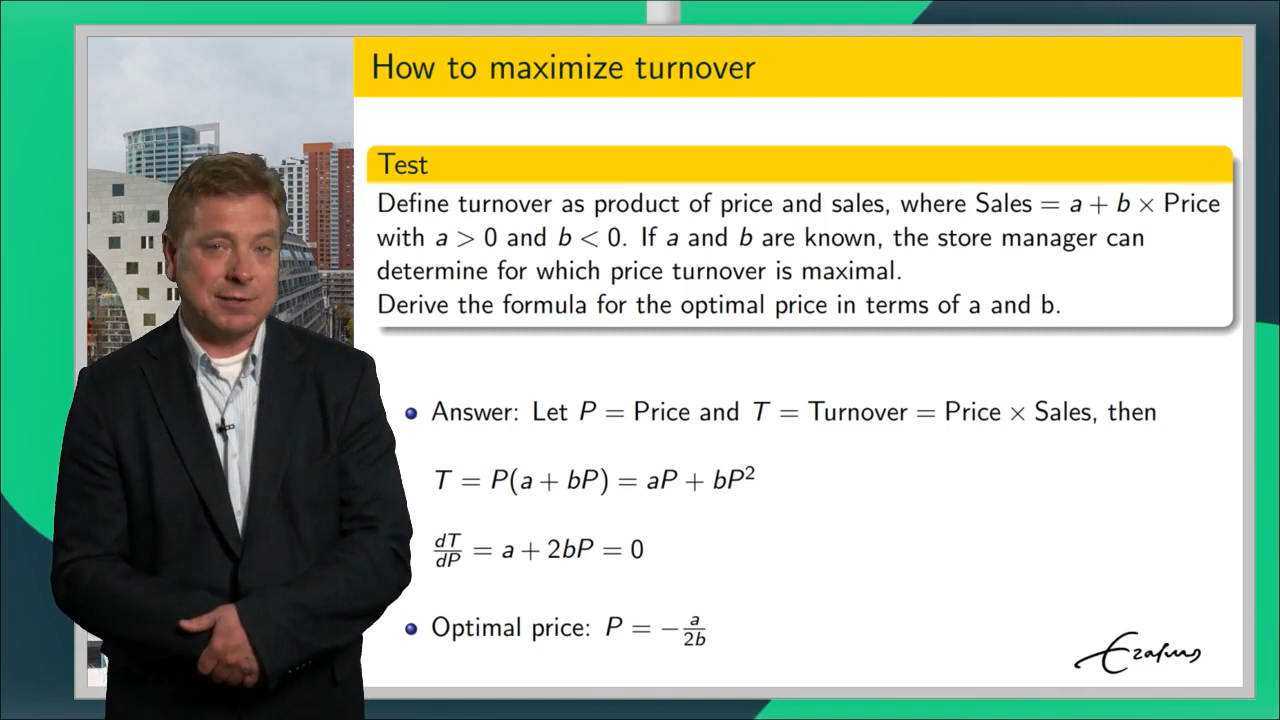 How to maximize turnover
Test
Define turnover as product of price and sales, where Sales = a + b × Price
with a > 0 and b < 0. If a and b are known, the store manager can
determine for which price turnover is maximal.
Derive the formula for the optimal price in terms of a and b.
Answer: Let P = Price and T = Turnover = Price × Sales, then
T = P(a + bP) = aP + bP²
dT/dP = a + 2bP = 0
Optimal price: P = −a/2b
Erasmus